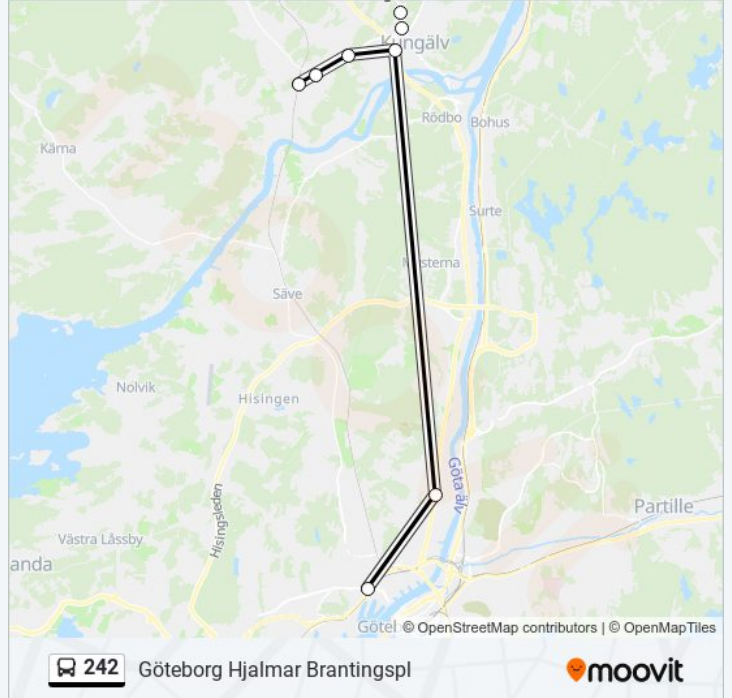 Kungälv
Rödbo
Bohus
Kärna
Surte
Säve
Nolvik
Hisingen
Göta älv
Hisingsleden
Partille
Västra Låssby
anda
Götel
© OpenStreetMap contributors | © OpenMapTiles
242 Göteborg Hjalmar Brantingspl
moovit